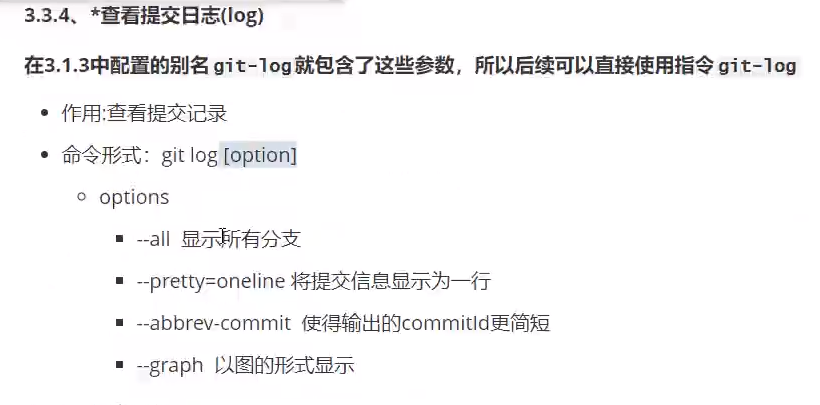 3.3.4、*查看提交日志(log)
在3.1.3中配置的别名 git-log 就包含了这些参数，所以后续可以直接使用指令 git-log
作用:查看提交记录
命令形式：git log [option]
options
--all 显示所有分支
--pretty=oneline 将提交信息显示为一行
--abbrev-commit 使得输出的commitId更简短
--graph 以图的形式显示